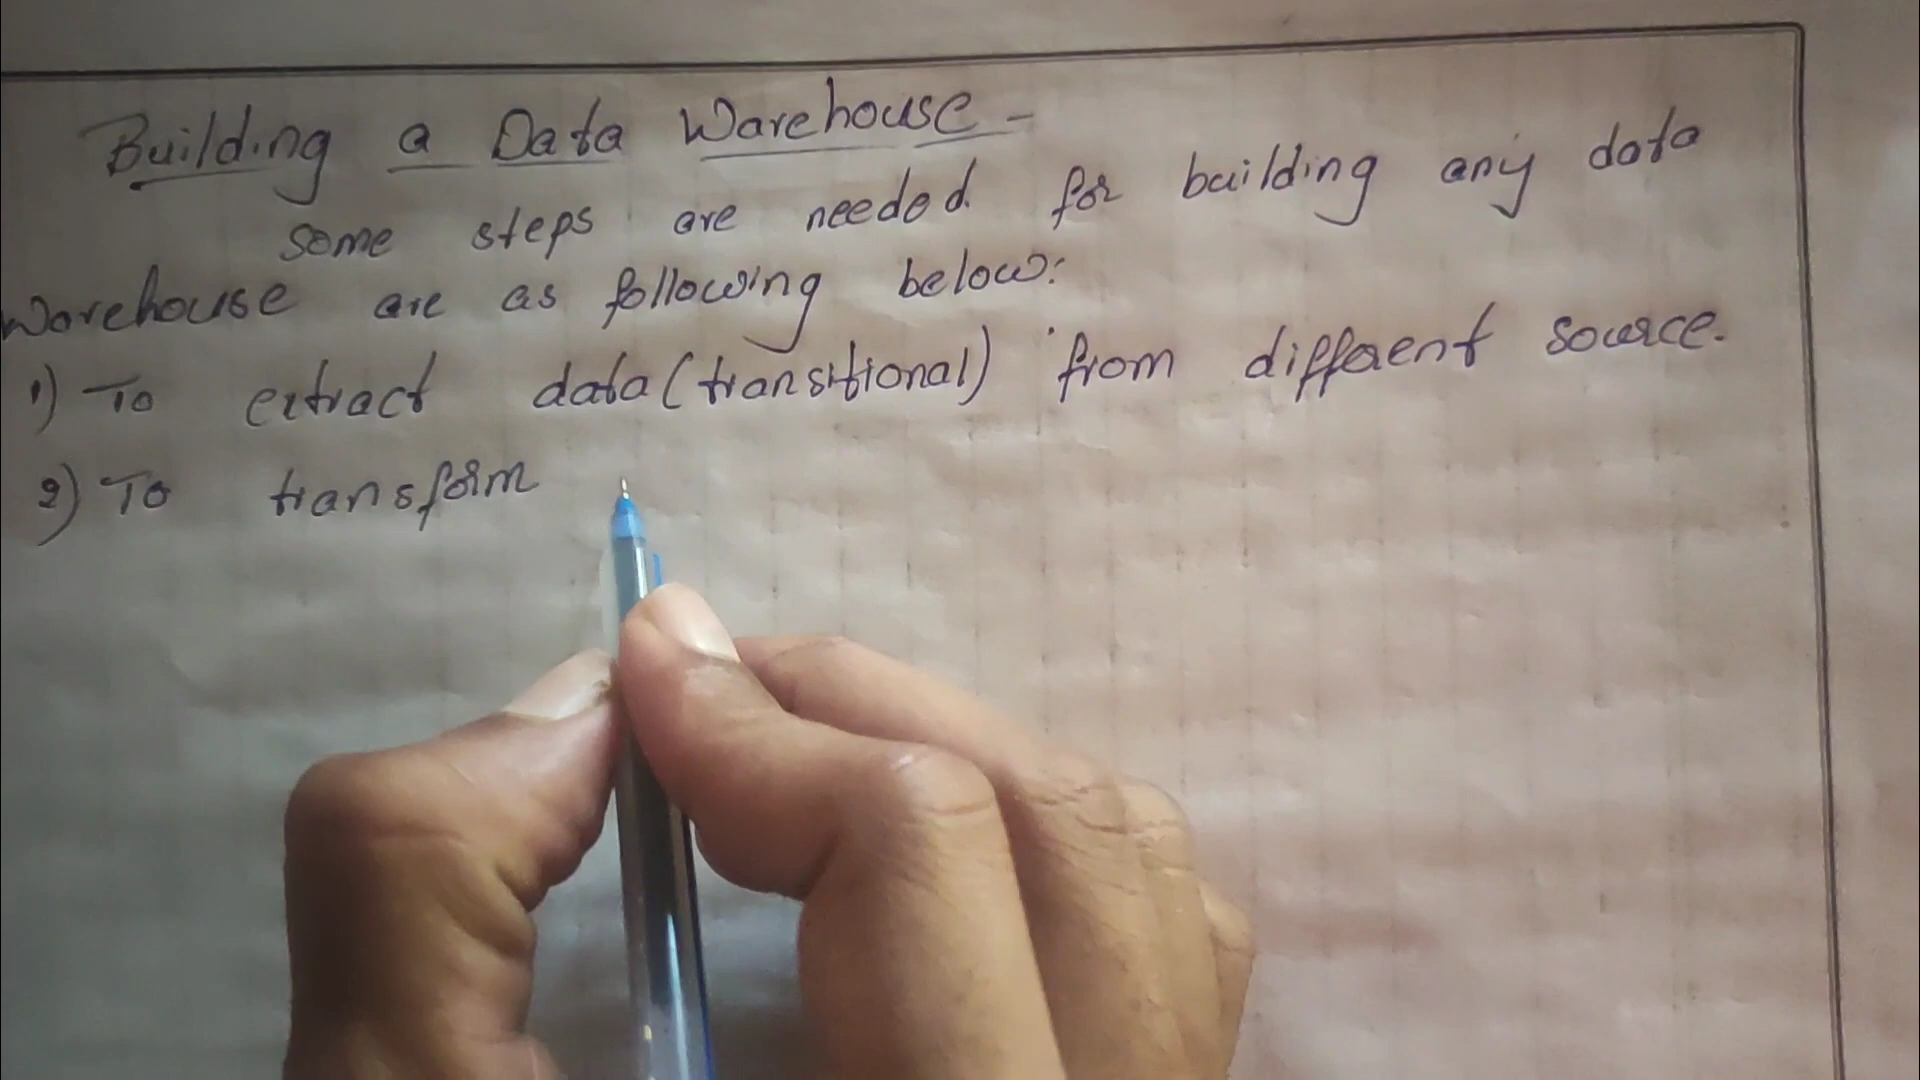 Building a Data Warehouse -
some steps are needed for building any data
Warehouse are as following below:
1) To extract data (transitional) from different source.
2) To transform